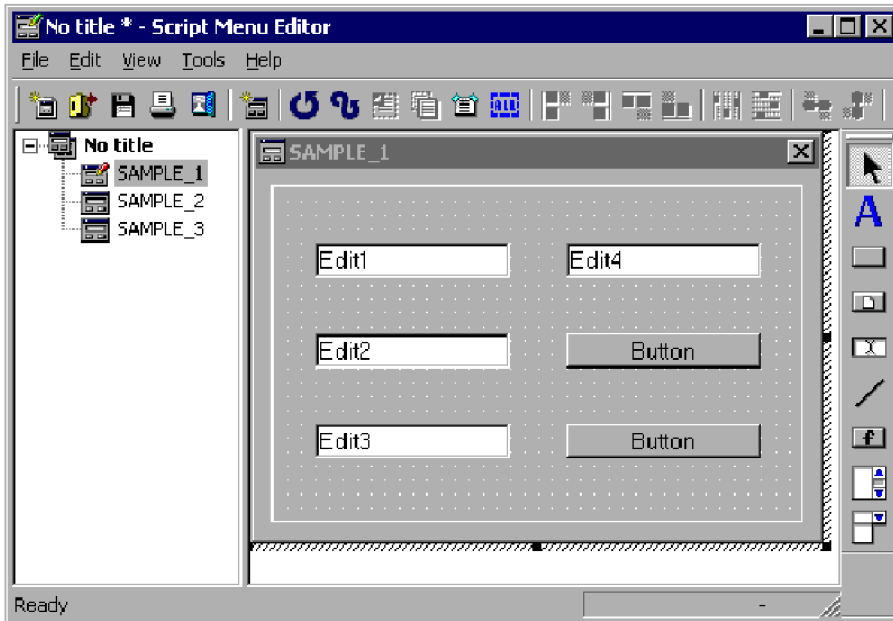 No title * - Script Menu Editor
File Edit View Tools Help
all
No title
SAMPLE_1
SAMPLE_2
SAMPLE_3
SAMPLE_1
Edit1 Edit4
Edit2 Button
Edit3 Button
A
f
Ready -